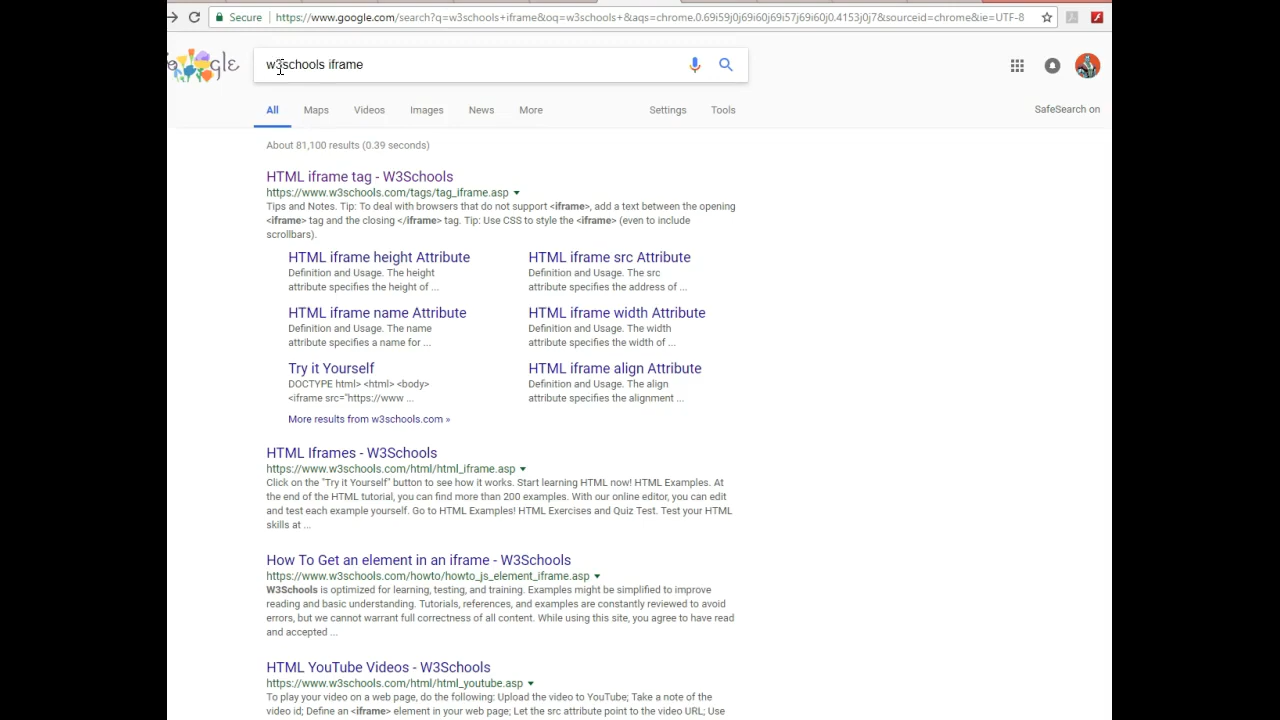 Secure https://www.google.com/search?q=w3schools+iframe&oq=w3schools+&aqs=chrome.0.69i59j0j69i60j69i57j69i60j0.4153j0j7&sourceid=chrome&ie=UTF-8
w3schools iframe
All Maps Videos Images News More Settings Tools SafeSearch on
About 81,100 results (0.39 seconds)
HTML iframe tag - W3Schools
https://www.w3schools.com/tags/tag_iframe.asp
Tips and Notes. Tip: To deal with browsers that do not support <iframe>, add a text between the opening
<iframe> tag and the closing </iframe> tag. Tip: Use CSS to style the <iframe> (even to include
scrollbars).
HTML iframe height Attribute
Definition and Usage. The height
attribute specifies the height of ...
HTML iframe src Attribute
Definition and Usage. The src
attribute specifies the address of ...
HTML iframe name Attribute
Definition and Usage. The name
attribute specifies a name for ...
HTML iframe width Attribute
Definition and Usage. The width
attribute specifies the width of ...
Try it Yourself
DOCTYPE html> <html> <body>
<iframe src="https://www ...
HTML iframe align Attribute
Definition and Usage. The align
attribute specifies the alignment ...
More results from w3schools.com »
HTML Iframes - W3Schools
https://www.w3schools.com/html/html_iframe.asp
Click on the "Try it Yourself" button to see how it works. Start learning HTML now! HTML Examples. At
the end of the HTML tutorial, you can find more than 200 examples. With our online editor, you can edit
and test each example yourself. Go to HTML Examples! HTML Exercises and Quiz Test. Test your HTML
skills at ...
How To Get an element in an iframe - W3Schools
https://www.w3schools.com/howto/howto_js_element_iframe.asp
W3Schools is optimized for learning, testing, and training. Examples might be simplified to improve
reading and basic understanding. Tutorials, references, and examples are constantly reviewed to avoid
errors, but we cannot warrant full correctness of all content. While using this site, you agree to have read
and accepted ...
HTML YouTube Videos - W3Schools
https://www.w3schools.com/html/html_youtube.asp
To play your video on a web page, do the following: Upload the video to YouTube; Take a note of the
video id; Define an <iframe> element in your web page; Let the src attribute point to the video URL; Use